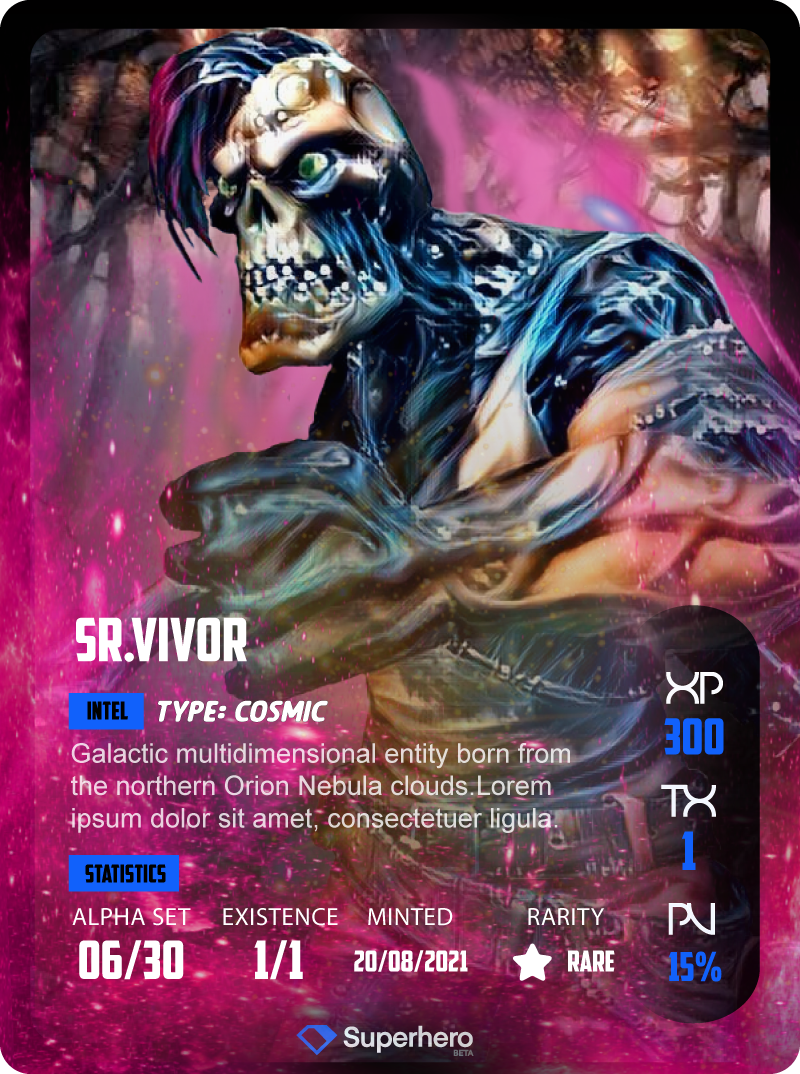 SR.VIVOR
INTEL TYPE: COSMIC
Galactic multidimensional entity born from
the northern Orion Nebula clouds.Lorem
ipsum dolor sit amet, consectetuer ligula.
STATISTICS
ALPHA SET EXISTENCE MINTED RARITY
06/30 1/1 20/08/2021 RARE
XP
300
TX
1
PV
15%
Superhero
BETA